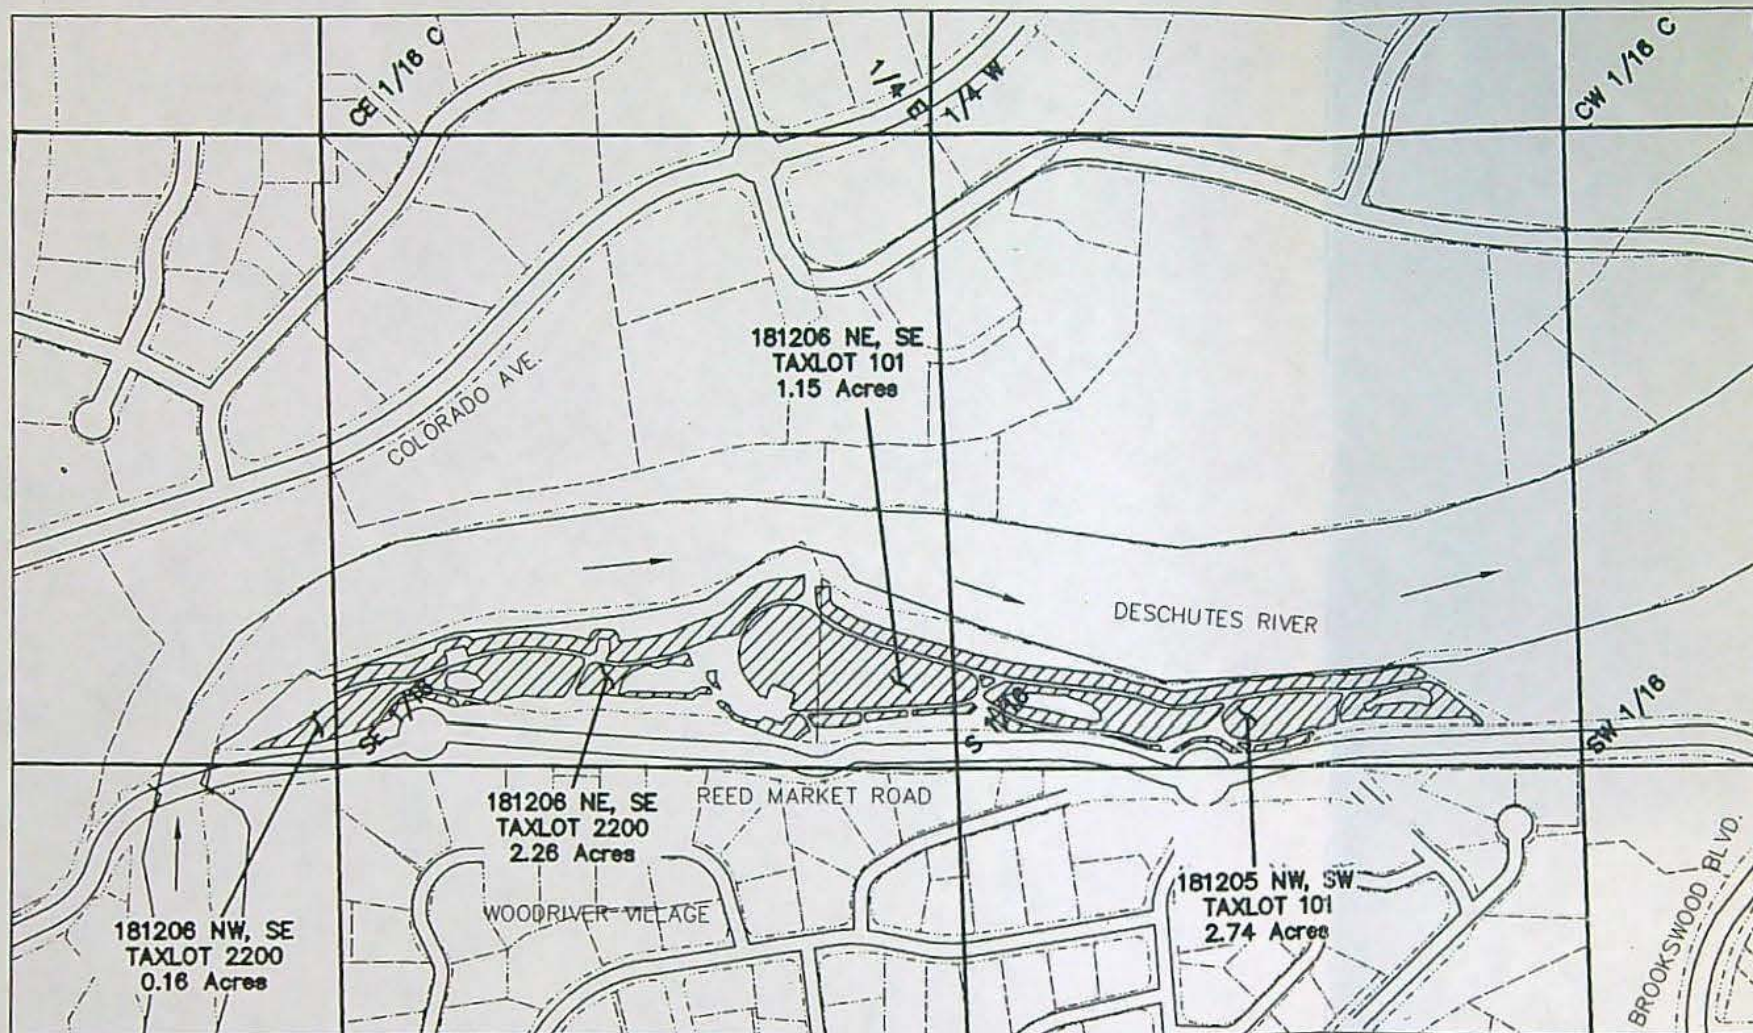 CE 1/16 C
1/4 E
1/4 W
CW 1/16 C
181206 NE, SE
TAXLOT 101
1.15 Acres
COLORADO AVE.
DESCHUTES RIVER
SE 1/16
S 1/16
SW 1/16
181206 NE, SE
TAXLOT 2200
2.26 Acres
REED MARKET ROAD
181206 NW, SE
TAXLOT 2200
0.16 Acres
WOODRIVER VILLAGE
181205 NW, SW
TAXLOT 101
2.74 Acres
BROOKSWOOD BLVD.